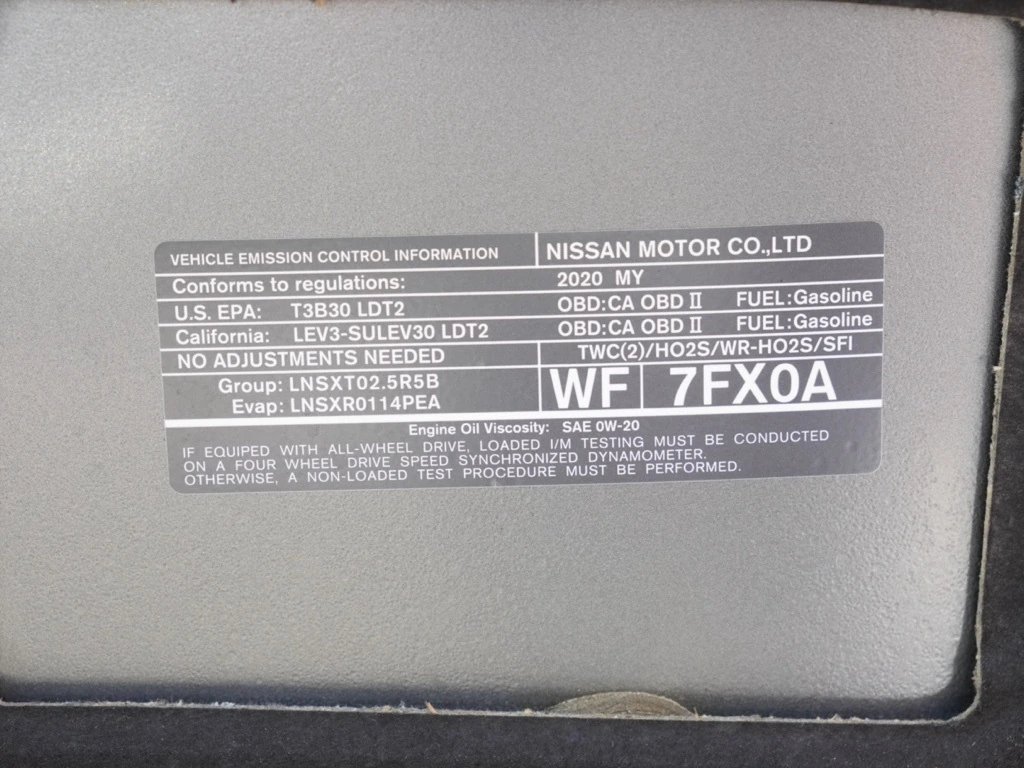 VEHICLE EMISSION CONTROL INFORMATION NISSAN MOTOR CO.,LTD
Conforms to regulations: 2020 MY
U.S. EPA: T3B30 LDT2 OBD:CA OBD II FUEL:Gasoline
California: LEV3-SULEV30 LDT2 OBD:CA OBD II FUEL:Gasoline
NO ADJUSTMENTS NEEDED TWC(2)/HO2S/WR-HO2S/SFI
Group: LNSXT02.5R5B WF 7FX0A
Evap: LNSXR0114PEA
Engine Oil Viscosity: SAE 0W-20
IF EQUIPED WITH ALL-WHEEL DRIVE, LOADED I/M TESTING MUST BE CONDUCTED
ON A FOUR WHEEL DRIVE SPEED SYNCHRONIZED DYNAMOMETER.
OTHERWISE, A NON-LOADED TEST PROCEDURE MUST BE PERFORMED.